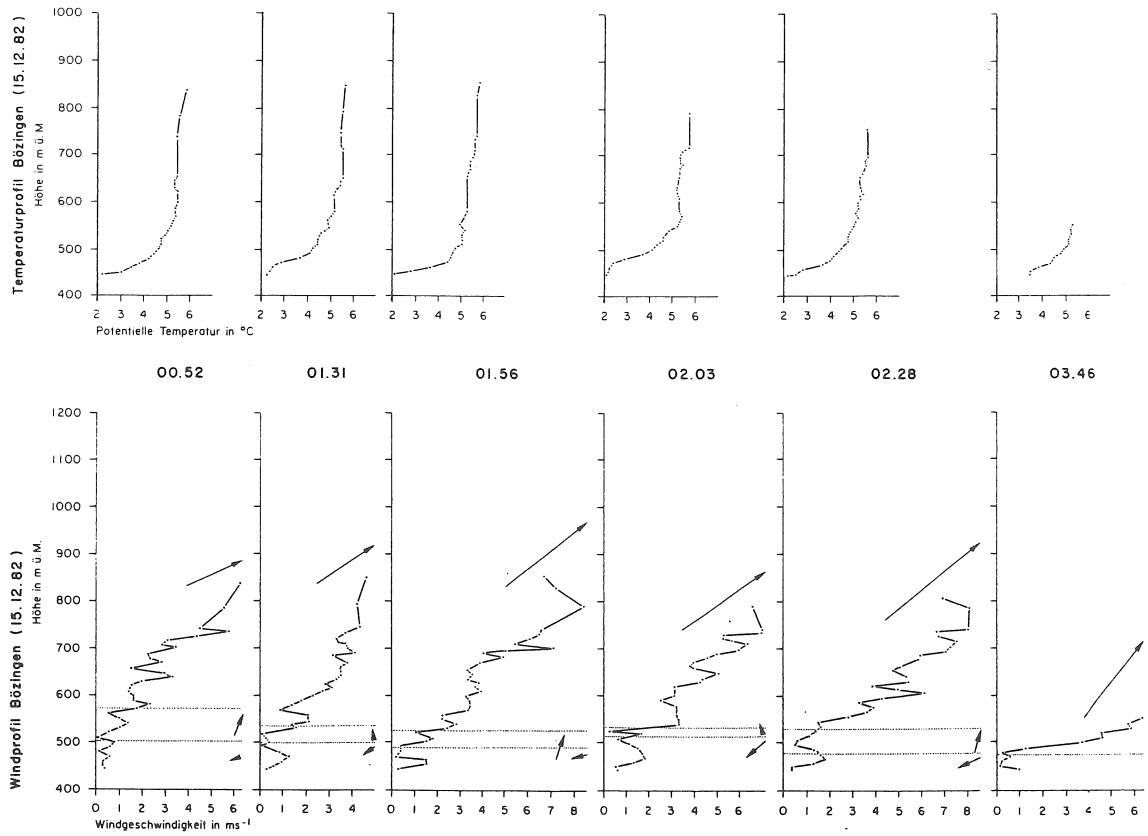 Temperaturprofil Bözingen (15.12.82)
Höhe in m ü.M
1000
900
800
700
600
500
400
2 3 4 5 6
2 3 4 5 6
2 3 4 5 6
2 3 4 5 6
2 3 4 5 6
2 3 4 5 6
Potentielle Temperatur in °C
00.52 01.31 01.56 02.03 02.28 03.46
Windprofil Bözingen (15.12.82)
Höhe in m ü.M.
1200
1100
1000
900
800
700
600
500
400
0 1 2 3 4 5 6
0 1 2 3 4
0 1 2 3 4 5 6 7 8
0 1 2 3 4 5 6
0 1 2 3 4 5 6 7 8
0 1 2 3 4 5 6
Windgeschwindigkeit in ms⁻¹